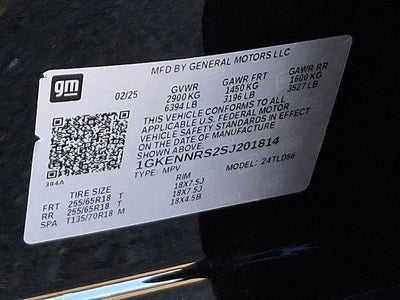 gm
MFD BY GENERAL MOTORS LLC
02/25 GVWR GAWR FRT GAWR RR
2900 KG 1450 KG 1600 KG
6394 LB 3196 LB 3527 LB
THIS VEHICLE CONFORMS TO ALL
APPLICABLE U.S. FEDERAL MOTOR
VEHICLE SAFETY STANDARDS IN EFFECT
ON THE DATE OF MANUFACTURE
SHOWN ABOVE.
1GKENNRS2SJ201814
TYPE: MPV MODEL: 24TLD56
384A
TIRE SIZE RIM
FRT 255/65R18 T 18X7.5J
RR 255/65R18 T 18X7.5J
SPA T135/70R18 M 18X4.5B